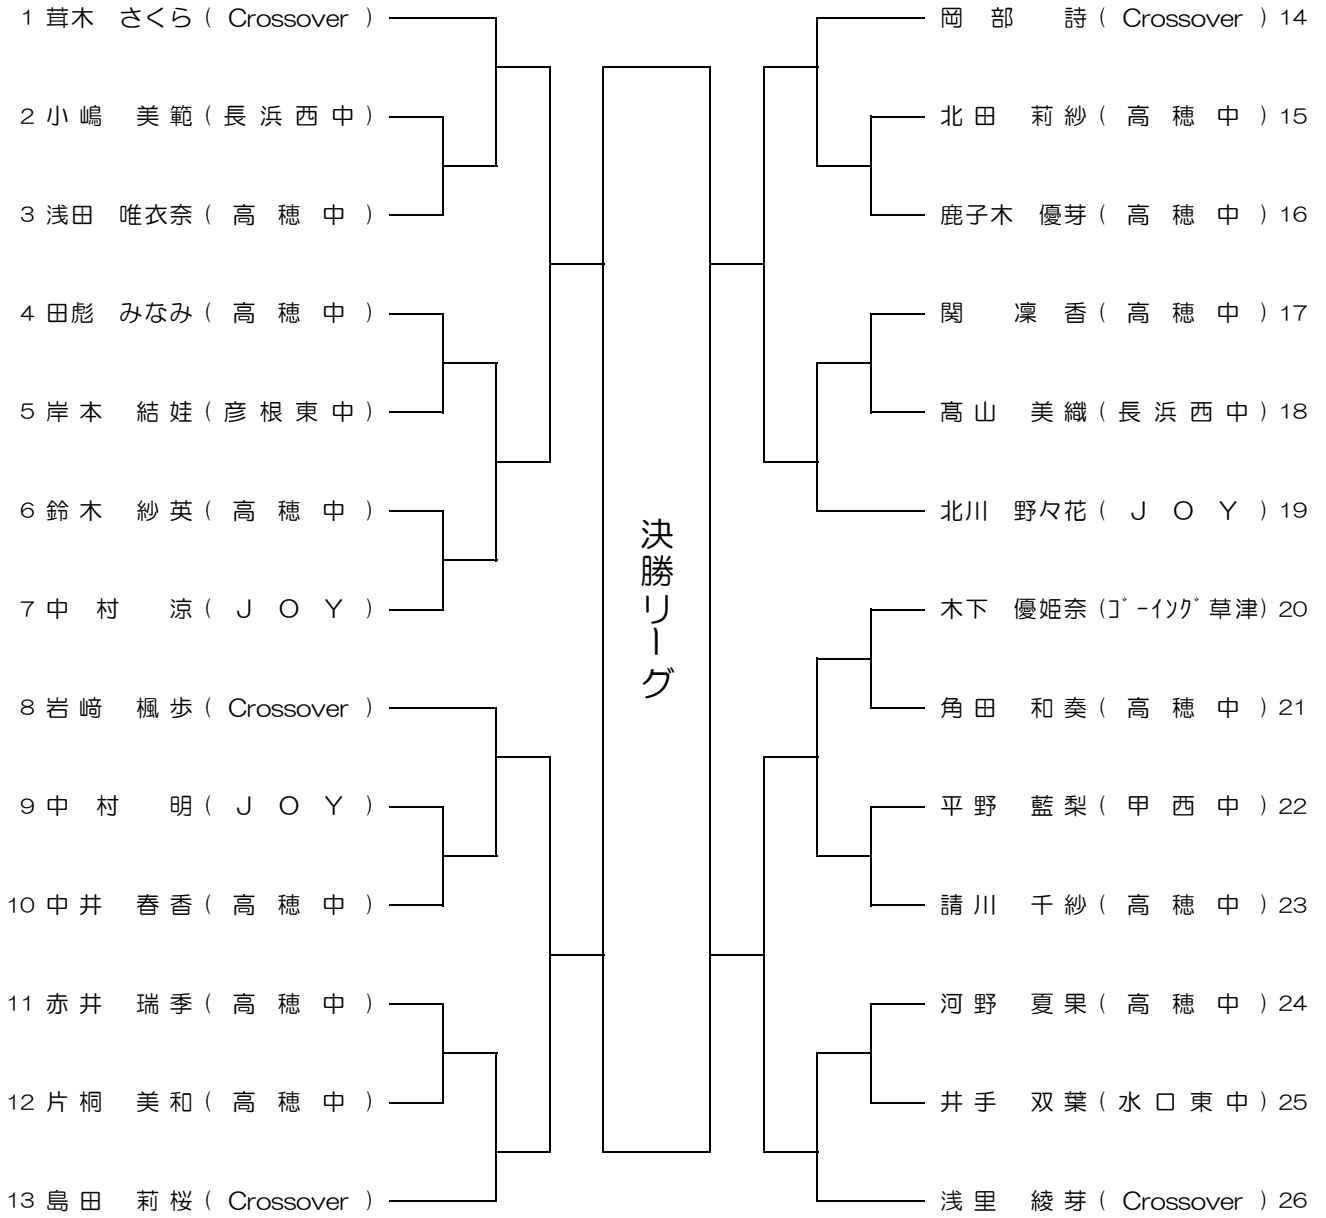 1 茸木 さくら ( Crossover )
2 小嶋 美範 ( 長浜西中 )
3 浅田 唯衣奈 ( 高穂中 )
4 田彪 みなみ ( 高穂中 )
5 岸本 結娃 ( 彦根東中 )
6 鈴木 紗英 ( 高穂中 )
7 中村 涼 ( JOY )
8 岩﨑 楓歩 ( Crossover )
9 中村 明 ( JOY )
10 中井 春香 ( 高穂中 )
11 赤井 瑞季 ( 高穂中 )
12 片桐 美和 ( 高穂中 )
13 島田 莉桜 ( Crossover )
決勝リーグ
岡部 詩 ( Crossover ) 14
北田 莉紗 ( 高穂中 ) 15
鹿子木 優芽 ( 高穂中 ) 16
関 凜香 ( 高穂中 ) 17
髙山 美織 ( 長浜西中 ) 18
北川 野々花 ( JOY ) 19
木下 優姫奈 (ｺﾞｰｲﾝｸﾞ草津) 20
角田 和奏 ( 高穂中 ) 21
平野 藍梨 ( 甲西中 ) 22
請川 千紗 ( 高穂中 ) 23
河野 夏果 ( 高穂中 ) 24
井手 双葉 ( 水口東中 ) 25
浅里 綾芽 ( Crossover ) 26